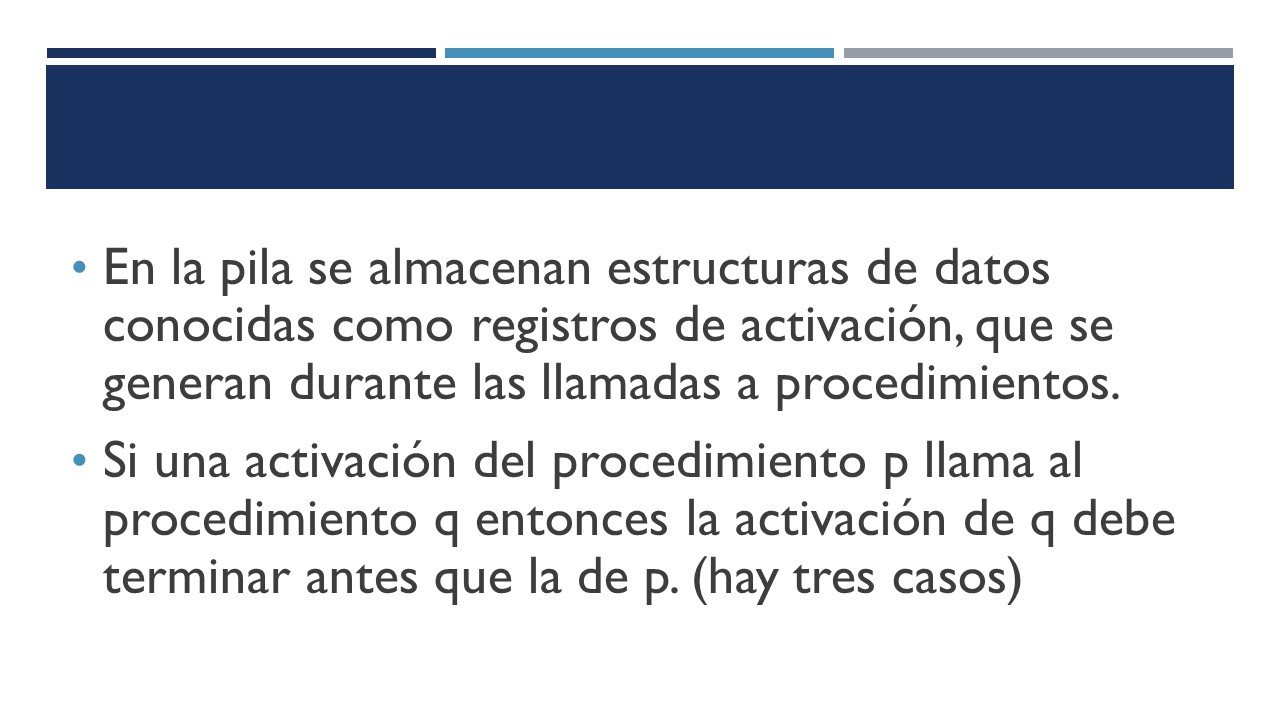 • En la pila se almacenan estructuras de datos
conocidas como registros de activación, que se
generan durante las llamadas a procedimientos.
• Si una activación del procedimiento p llama al
procedimiento q entonces la activación de q debe
terminar antes que la de p. (hay tres casos)